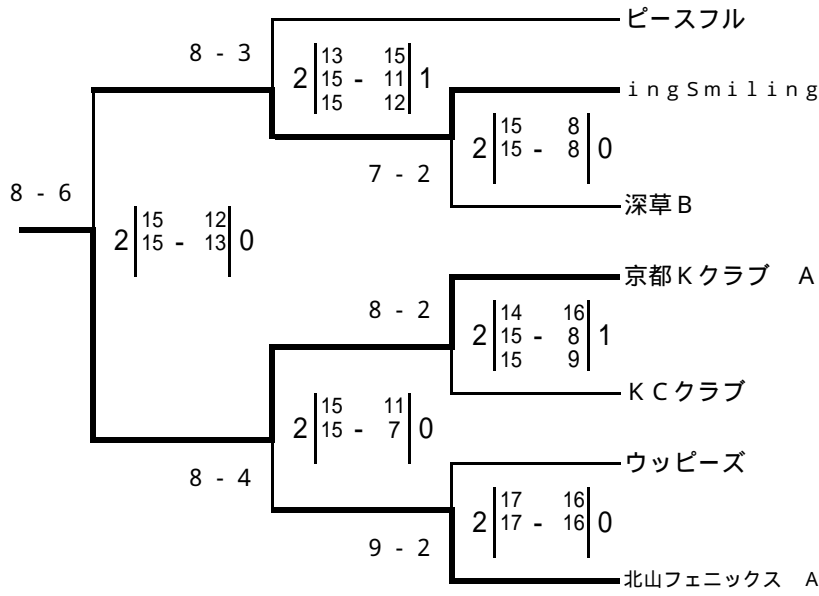 ピースフル
8 - 3
13 15
2 15 - 11 1
15 12
ｉｎｇＳｍｉｌｉｎｇ
15 8
2 15 - 8 0
7 - 2
8 - 6
深草Ｂ
15 12
2 15 - 13 0
京都Ｋクラブ　Ａ
8 - 2
14 16
2 15 - 8 1
15 9
ＫＣクラブ
15 11
2 15 - 7 0
ウッピーズ
8 - 4
17 16
2 17 - 16 0
9 - 2
北山フェニックス　Ａ